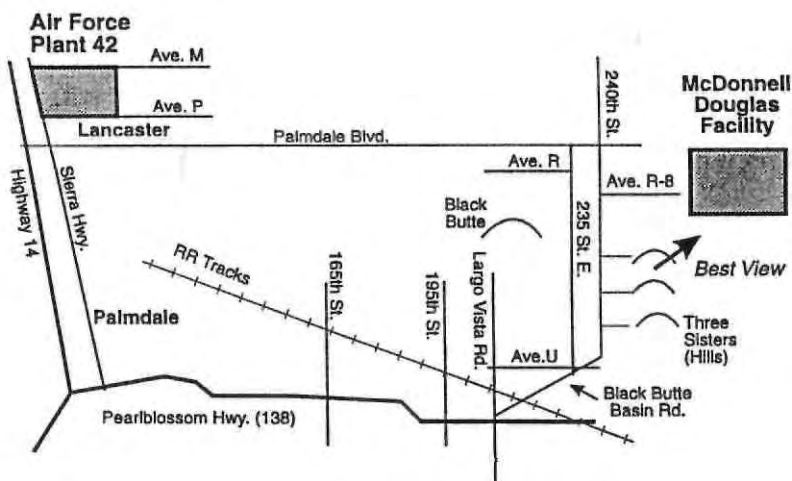 Air Force
Plant 42
Ave. M
Ave. P
Lancaster
Palmdale Blvd.
240th St.
McDonnell
Douglas
Facility
Ave. R
Ave. R-8
Highway 14
Sierra Hwy.
Black
Butte
235 St. E.
RR Tracks
165th St.
195th St.
Largo Vista Rd.
Best View
Palmdale
Three
Sisters
(Hills)
Ave.U
Black Butte
Basin Rd.
Pearlblossom Hwy. (138)